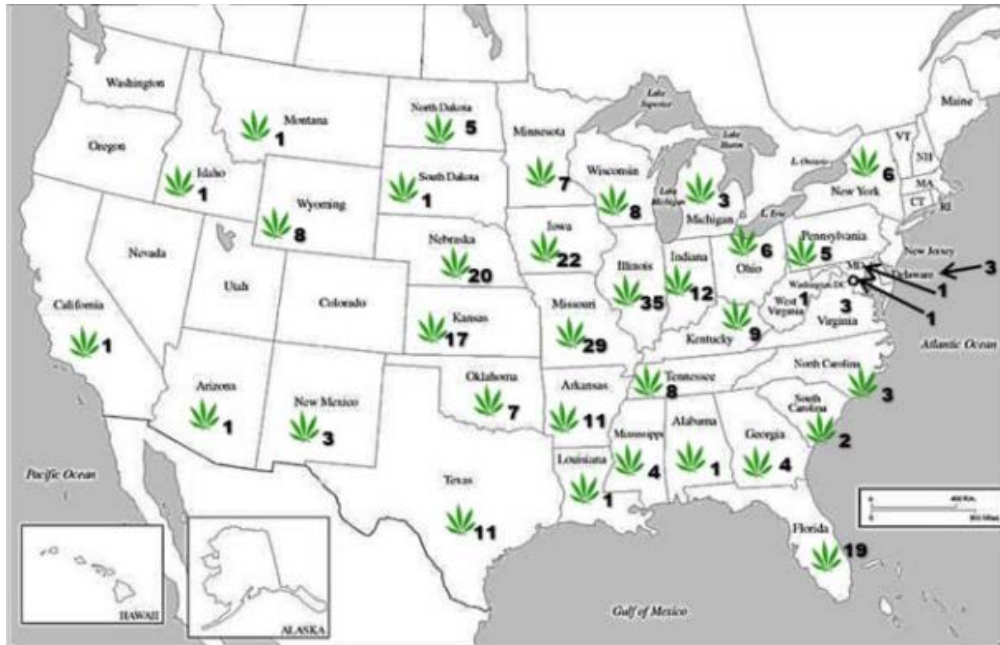 Washington
Oregon
California
1
Nevada
Idaho
1
Montana
1
Wyoming
8
Utah
Arizona
1
Colorado
New Mexico
3
North Dakota
5
South Dakota
1
Nebraska
20
Kansas
17
Oklahoma
7
Texas
11
Minnesota
7
Iowa
22
Missouri
29
Arkansas
11
Louisiana
1
Wisconsin
8
Illinois
35
Lake
Superior
Lake
Michigan
Lake
Huron
Michigan
3
Indiana
12
Ohio
6
L. Erie
L. Ontario
Kentucky
9
Tennessee
8
Mississippi
4
Alabama
1
Georgia
4
Florida
19
South
Carolina
2
North Carolina
3
West
Virginia
1
Virginia
3
Washington DC
1
MD
1
Delaware
3
New Jersey
Pennsylvania
5
New York
6
VT
NH
MA
CT
RI
Maine
Atlantic Ocean
Pacific Ocean
Gulf of Mexico
HAWAII
ALASKA
0
0